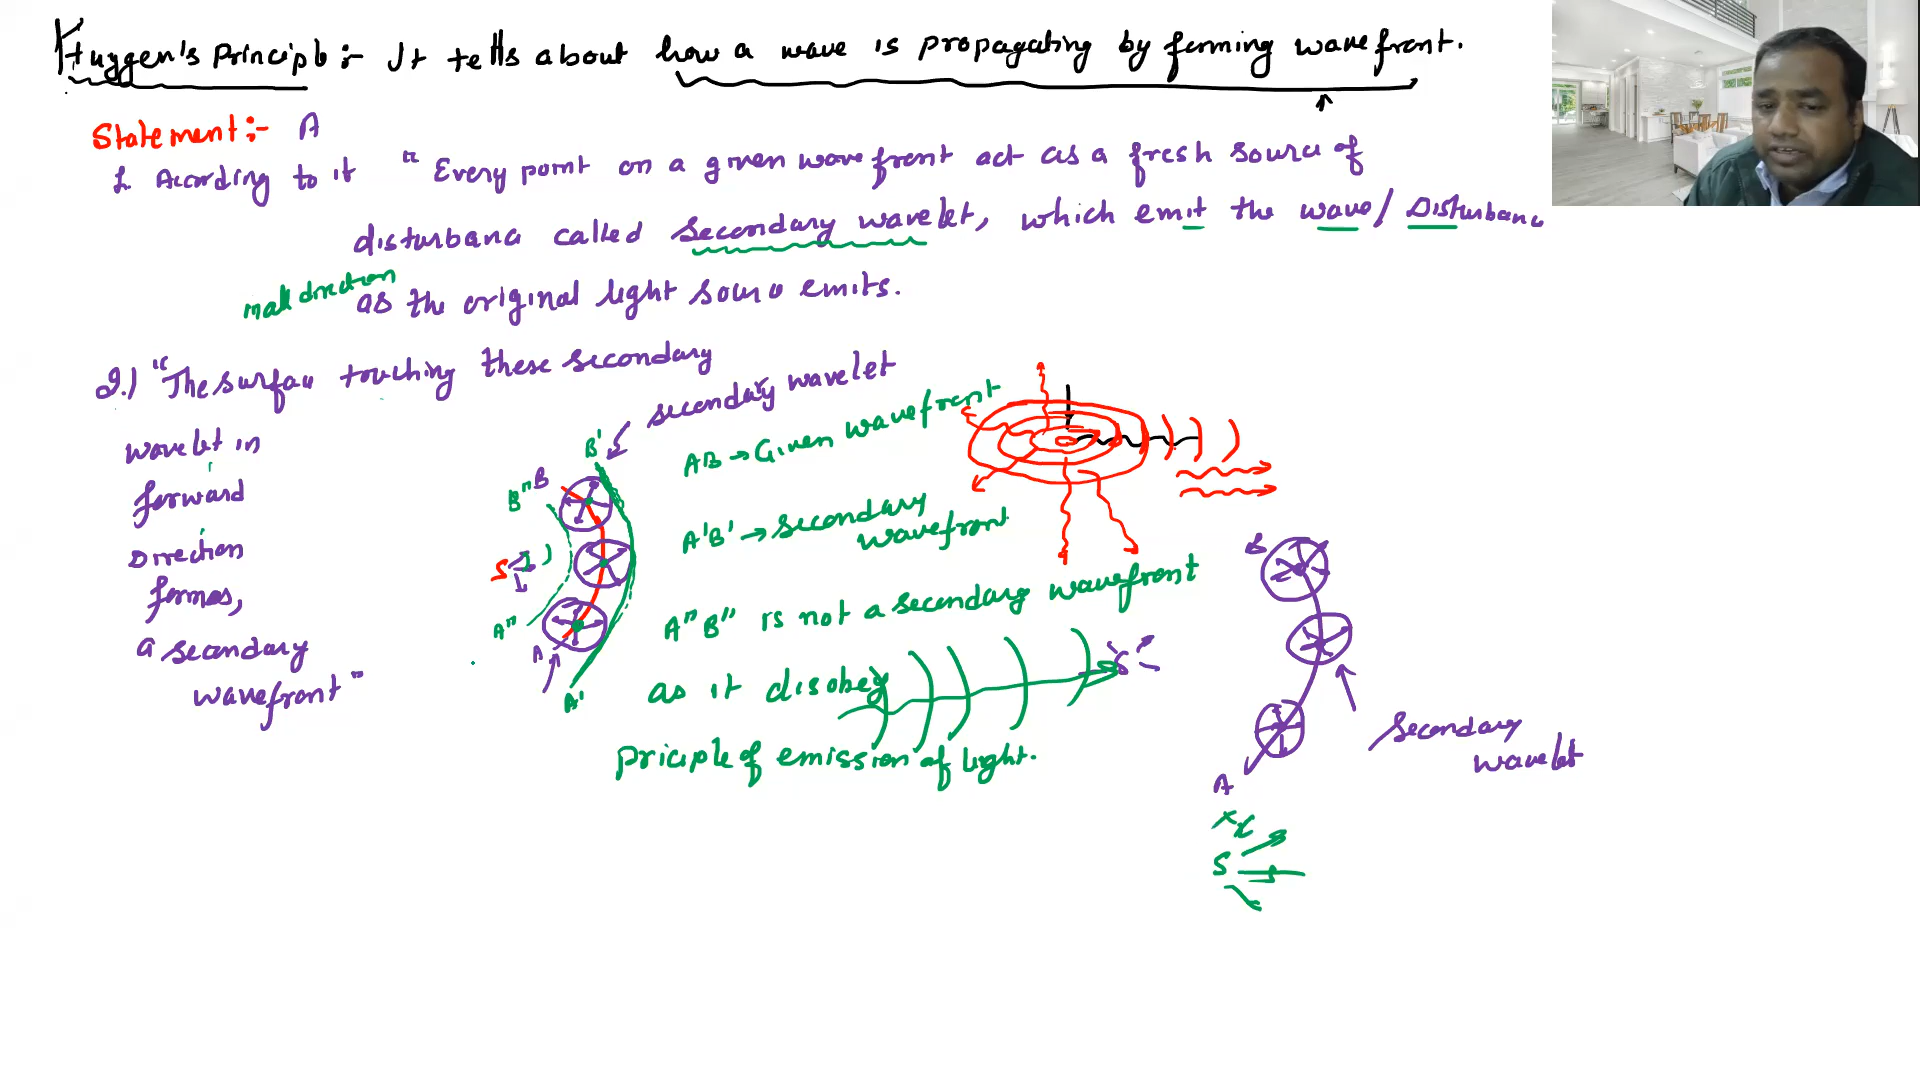 Huygen's Principle :- It tells about how a wave is propagating by forming wavefront.
Statement :- A
1. According to it " Every point on a given wavefront act as a fresh source of
disturbance called Secondary wavelet, which emit the wave/ Disturbance
in all direction
as the original light source emits.
2.) "The surface touching these secondary
wavelet in
forward
Direction
formes,
a secondary
wavefront"
secondary wavelet
AB → Given wavefront
A'B' → secondary
wavefront
A"B" is not a secondary wavefront
as it disobey
priciple of emission of light.
B'
B"
B
S
A"
A
A'
S
B
A
Secondary
wavelet
S